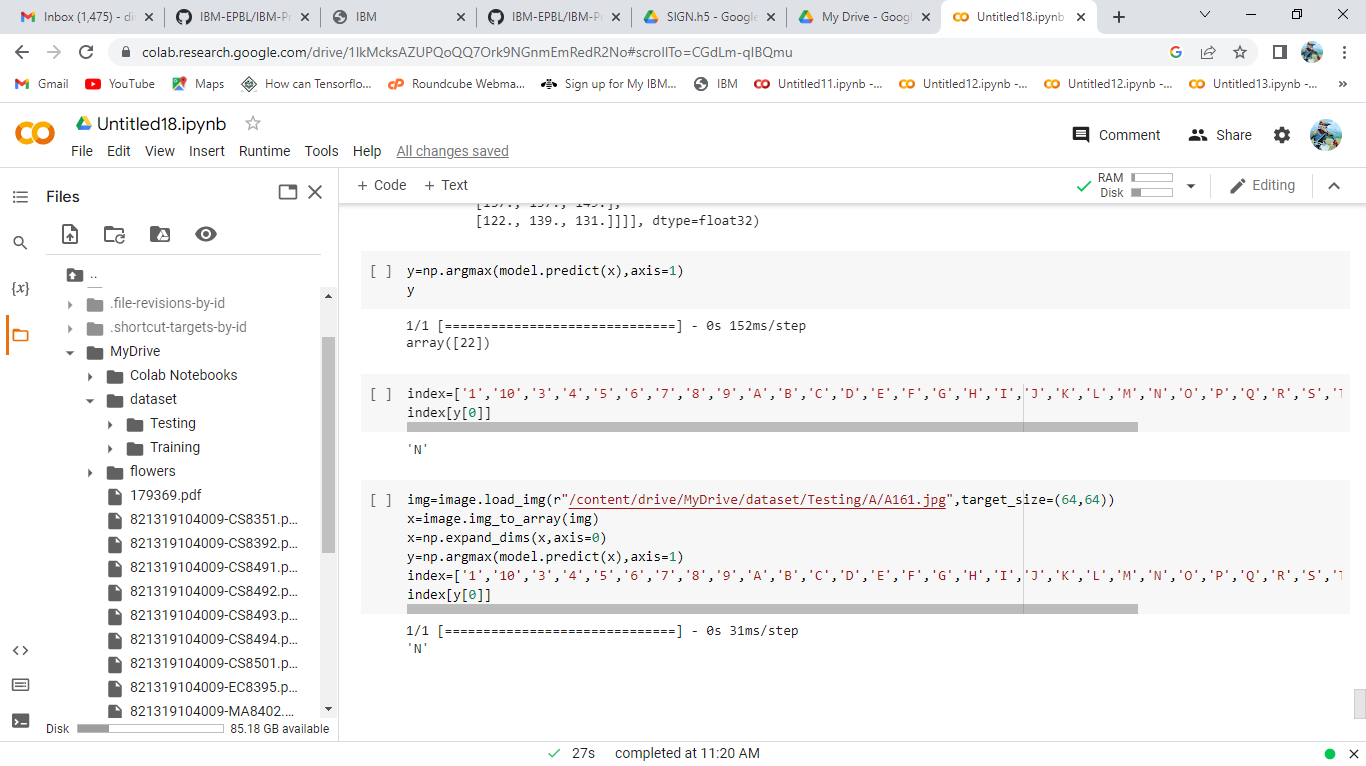 Inbox (1,475) - di
IBM-EPBL/IBM-Pr
IBM
IBM-EPBL/IBM-Pr
SIGN.h5 - Google
My Drive - Googl
Untitled18.ipynb
colab.research.google.com/drive/1IkMcksAZUPQoQQ7Ork9NGnmEmRedR2No#scrollTo=CGdLm-qIBQmu
Gmail
YouTube
Maps
How can Tensorflo...
Roundcube Webma...
Sign up for My IBM...
IBM
Untitled11.ipynb -...
Untitled12.ipynb -...
Untitled12.ipynb -...
Untitled13.ipynb -...
»
Untitled18.ipynb
Comment
Share
File Edit View Insert Runtime Tools Help All changes saved
Files
+ Code + Text
RAM
Disk
Editing
..
.file-revisions-by-id
.shortcut-targets-by-id
MyDrive
Colab Notebooks
dataset
Testing
Training
flowers
179369.pdf
821319104009-CS8351.p...
821319104009-CS8392.p...
821319104009-CS8491.p...
821319104009-CS8492.p...
821319104009-CS8493.p...
821319104009-CS8494.p...
821319104009-CS8501.p...
821319104009-EC8395.p...
821319104009-MA8402....
Disk
85.18 GB available
{x}
[122., 139., 131.]]]], dtype=float32)
[ ] y=np.argmax(model.predict(x),axis=1)
y
1/1 [==============================] - 0s 152ms/step
array([22])
[ ] index=['1','10','3','4','5','6','7','8','9','A','B','C','D','E','F','G','H','I','J','K','L','M','N','O','P','Q','R','S','T
index[y[0]]
'N'
[ ] img=image.load_img(r"/content/drive/MyDrive/dataset/Testing/A/A161.jpg",target_size=(64,64))
x=image.img_to_array(img)
x=np.expand_dims(x,axis=0)
y=np.argmax(model.predict(x),axis=1)
index=['1','10','3','4','5','6','7','8','9','A','B','C','D','E','F','G','H','I','J','K','L','M','N','O','P','Q','R','S','T
index[y[0]]
1/1 [==============================] - 0s 31ms/step
'N'
27s completed at 11:20 AM